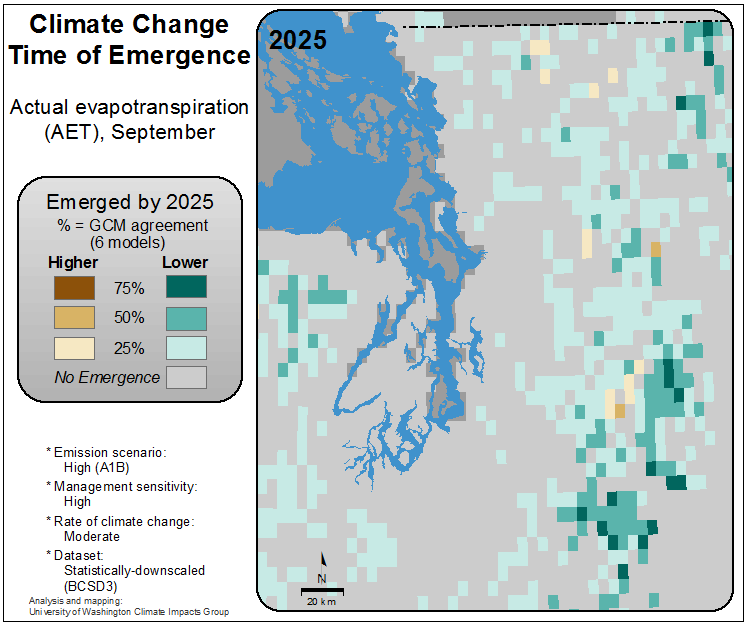 Climate Change
Time of Emergence
Actual evapotranspiration
(AET), September
Emerged by 2025
% = GCM agreement
(6 models)
Higher Lower
75%
50%
25%
No Emergence
* Emission scenario:
High (A1B)
* Management sensitivity:
High
* Rate of climate change:
Moderate
* Dataset:
Statistically-downscaled
(BCSD3)
Analysis and mapping:
University of Washington Climate Impacts Group
2025
N
20 km